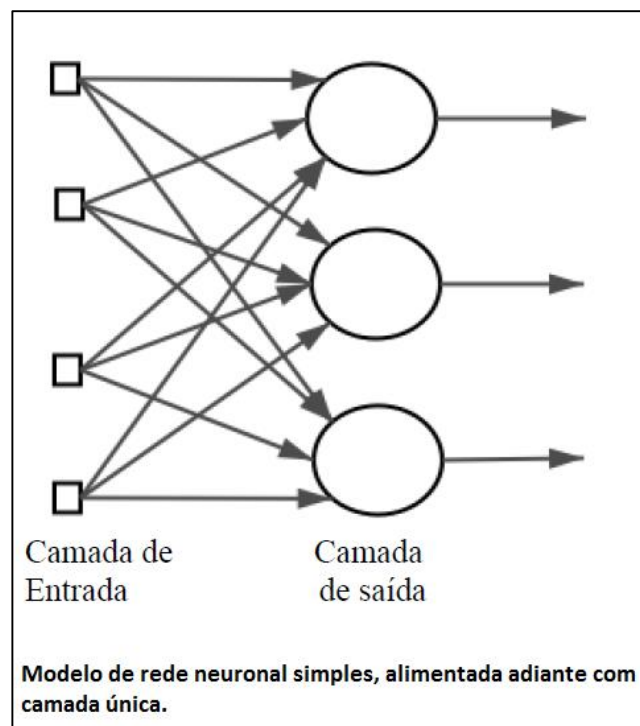 Camada de
Entrada
Camada
de saída
Modelo de rede neuronal simples, alimentada adiante com
camada única.